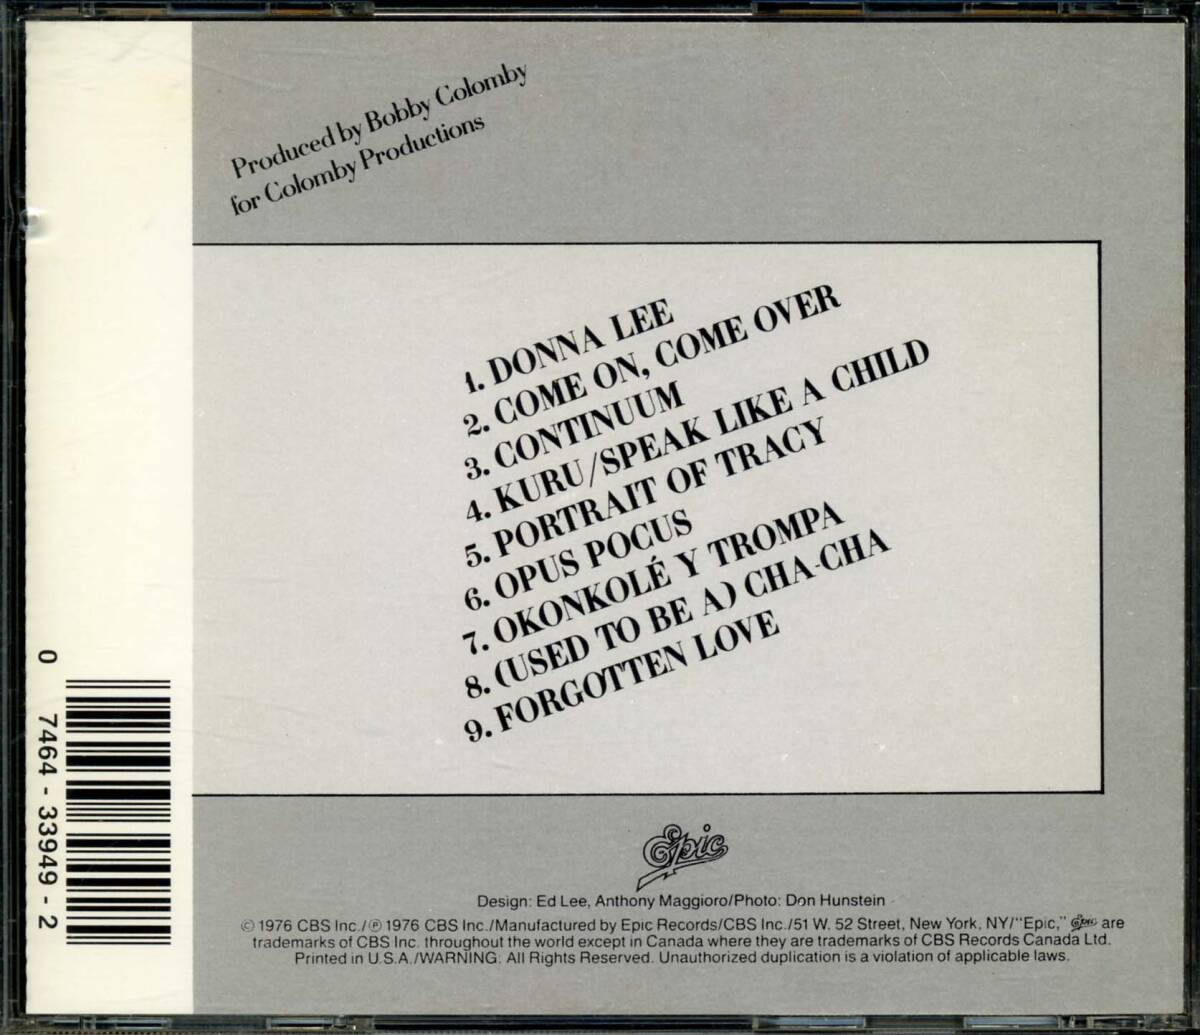 Produced by Bobby Colomby
for Colomby Productions
1. DONNA LEE
2. COME ON, COME OVER
3. CONTINUUM
4. KURU/SPEAK LIKE A CHILD
5. PORTRAIT OF TRACY
6. OPUS POCUS
7. OKONKOLÉ Y TROMPA
8. (USED TO BE A) CHA-CHA
9. FORGOTTEN LOVE
0 7464-33949-2
Epic
Design: Ed Lee, Anthony Maggioro/Photo: Don Hunstein
© 1976 CBS Inc./℗ 1976 CBS Inc./Manufactured by Epic Records/CBS Inc./51 W. 52 Street, New York, NY/“Epic,” Epic are
trademarks of CBS Inc. throughout the world except in Canada where they are trademarks of CBS Records Canada Ltd.
Printed in U.S.A./WARNING: All Rights Reserved. Unauthorized duplication is a violation of applicable laws.